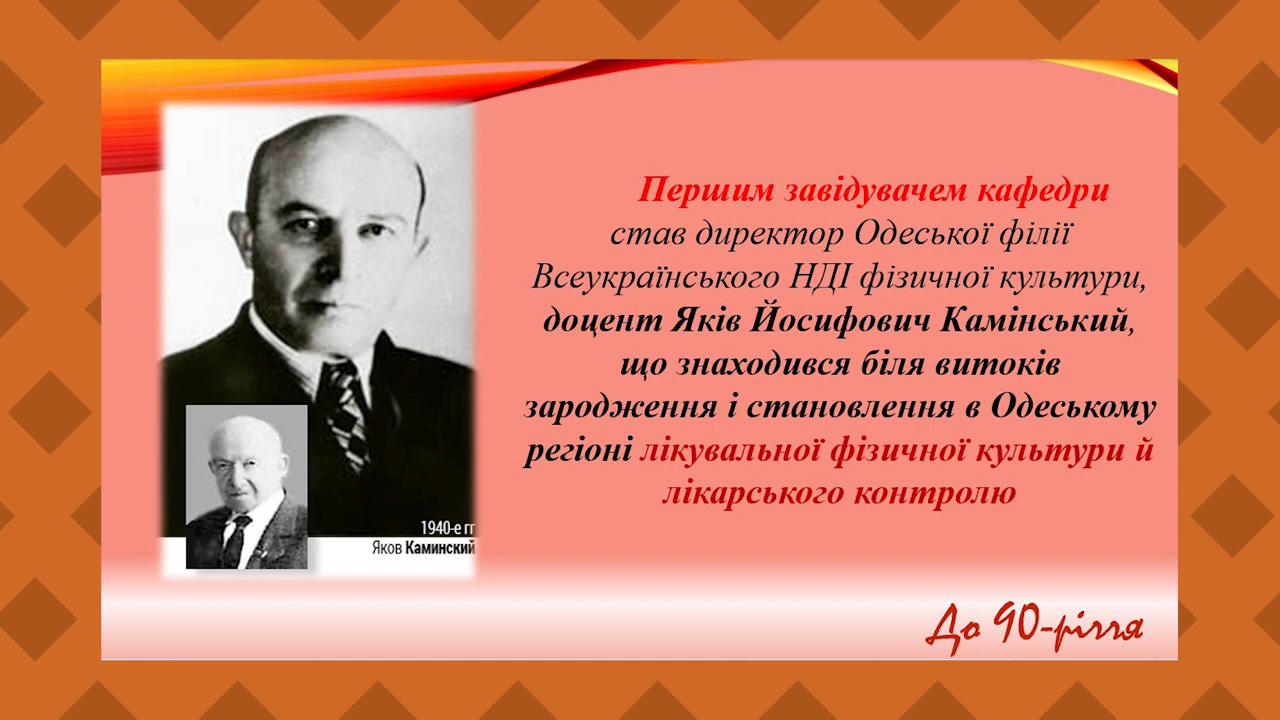 Першим завідувачем кафедри
став директор Одеської філії
Всеукраїнського НДІ фізичної культури,
доцент Яків Йосифович Камінський,
що знаходився біля витоків
зародження і становлення в Одеському
регіоні лікувальної фізичної культури й
лікарського контролю
1940-е гг
Яков Каминский
До 90-річчя